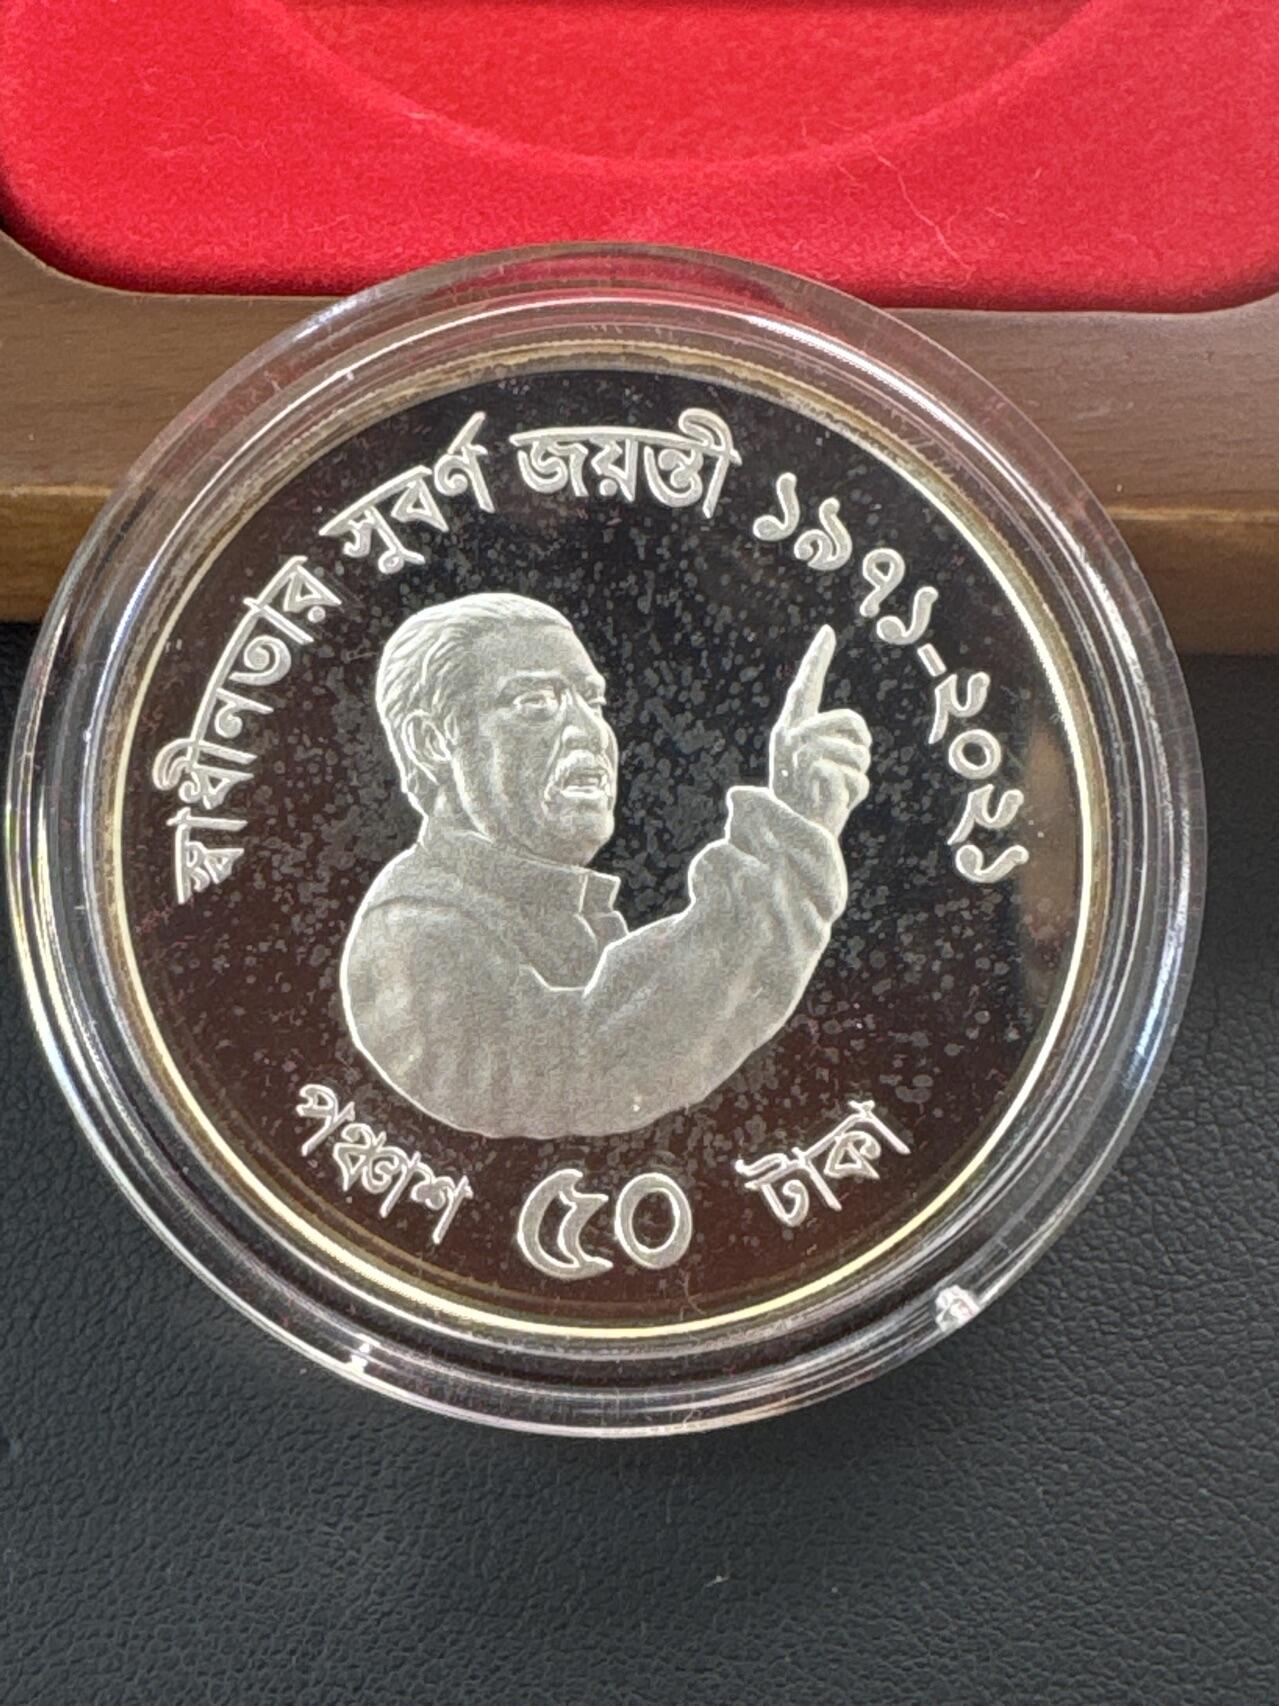 স্বাধীনতার সুবর্ণ জয়ন্তী ১৯৭১-২০২১
পঞ্চাশ ৫০ টাকা